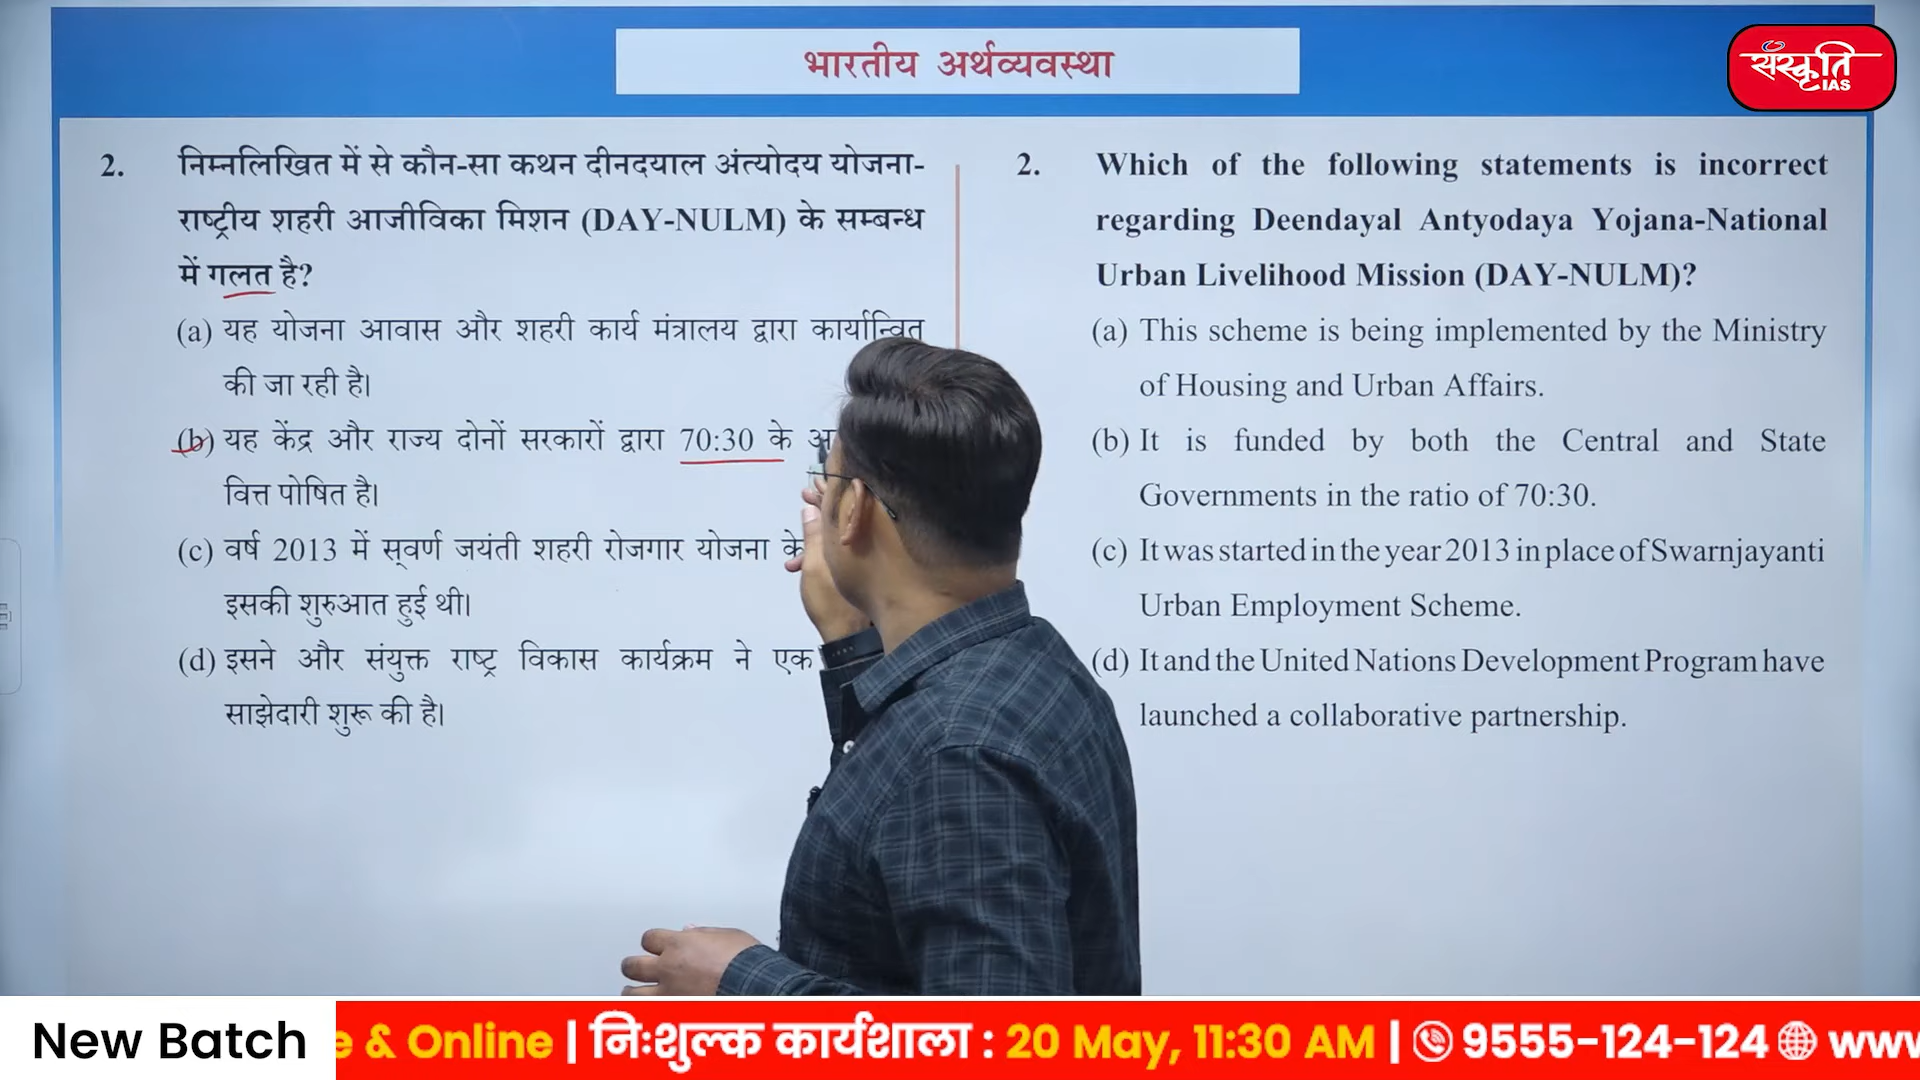 भारतीय अर्थव्यवस्था
संस्कृति
IAS
2. निम्नलिखित में से कौन-सा कथन दीनदयाल अंत्योदय योजना-
राष्ट्रीय शहरी आजीविका मिशन (DAY-NULM) के सम्बन्ध
में गलत है?
(a) यह योजना आवास और शहरी कार्य मंत्रालय द्वारा कार्यान्वित
की जा रही है।
(b) यह केंद्र और राज्य दोनों सरकारों द्वारा 70:30 के
वित्त पोषित है।
(c) वर्ष 2013 में स्वर्ण जयंती शहरी रोजगार योजना के
इसकी शुरुआत हुई थी।
(d) इसने और संयुक्त राष्ट्र विकास कार्यक्रम ने एक
साझेदारी शुरू की है।
2. Which of the following statements is incorrect
regarding Deendayal Antyodaya Yojana-National
Urban Livelihood Mission (DAY-NULM)?
(a) This scheme is being implemented by the Ministry
of Housing and Urban Affairs.
(b) It is funded by both the Central and State
Governments in the ratio of 70:30.
(c) It was started in the year 2013 in place of Swarnjayanti
Urban Employment Scheme.
(d) It and the United Nations Development Program have
launched a collaborative partnership.
New Batch e & Online | निःशुल्क कार्यशाला : 20 May, 11:30 AM | 9555-124-124 www